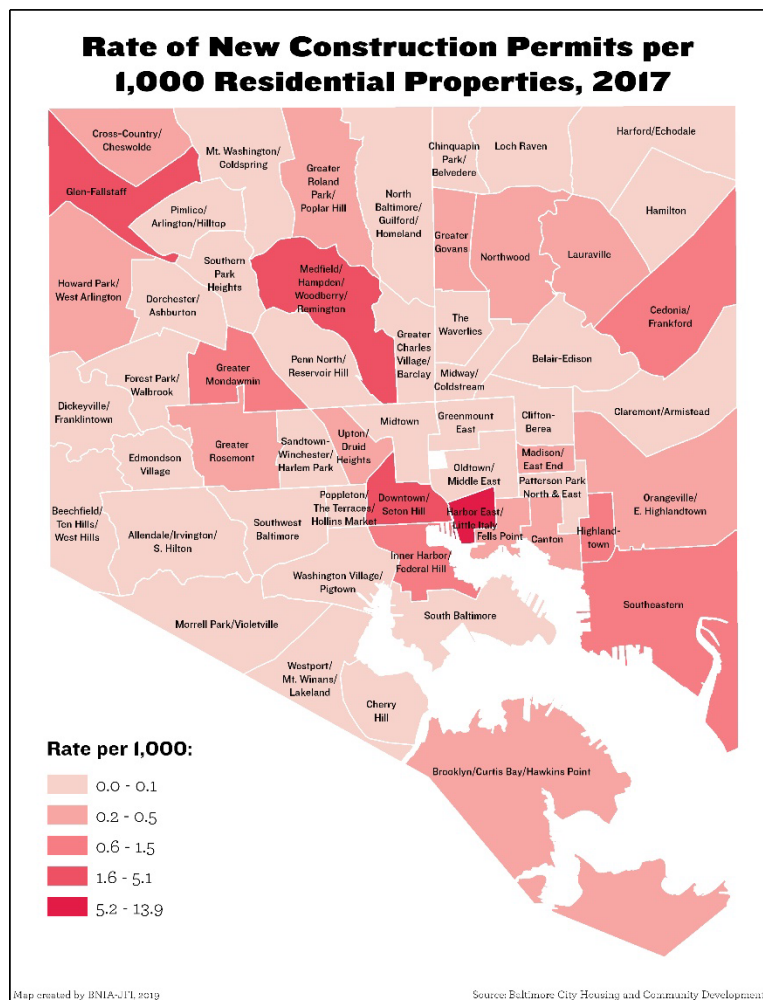 Rate of New Construction Permits per
1,000 Residential Properties, 2017
Cross-Country/
Cheswolde
Mt. Washington/
Coldspring
Greater
Roland
Park/
Poplar Hill
Chinquapin
Park/
Belvedere
Loch Raven
Harford/Echodale
Glen-Fallstaff
Pimlico/
Arlington/Hilltop
North
Baltimore/
Guilford/
Homeland
Hamilton
Greater
Govans
Northwood
Lauraville
Howard Park/
West Arlington
Southern
Park
Heights
Medfield/
Hampden/
Woodberry/
Remington
Dorchester/
Ashburton
Cedonia/
Frankford
The
Waverlies
Greater
Charles
Village/
Barclay
Belair-Edison
Penn North/
Reservoir Hill
Greater
Mondawmin
Forest Park/
Walbrook
Midway/
Coldstream
Dickeyville/
Franklintown
Claremont/Armistead
Midtown
Greenmount
East
Clifton-
Berea
Edmondson
Village
Greater
Rosemont
Sandtown-
Winchester/
Harlem Park
Upton/
Druid
Heights
Madison/
East End
Oldtown/
Middle East
Patterson Park
North & East
Orangeville/
E. Highlandtown
Beechfield/
Ten Hills/
West Hills
Allendale/Irvington/
S. Hilton
Southwest
Baltimore
Poppleton/
The Terraces/
Hollins Market
Downtown/
Seton Hill
Harbor East/
Little Italy
Fells Point
Canton
Highland-
town
Inner Harbor/
Federal Hill
Washington Village/
Pigtown
Southeastern
South Baltimore
Morrell Park/Violetville
Westport/
Mt. Winans/
Lakeland
Cherry
Hill
Brooklyn/Curtis Bay/Hawkins Point
Rate per 1,000:
0.0 - 0.1
0.2 - 0.5
0.6 - 1.5
1.6 - 5.1
5.2 - 13.9
Map created by BNIA-JFI, 2019
Source: Baltimore City Housing and Community Development